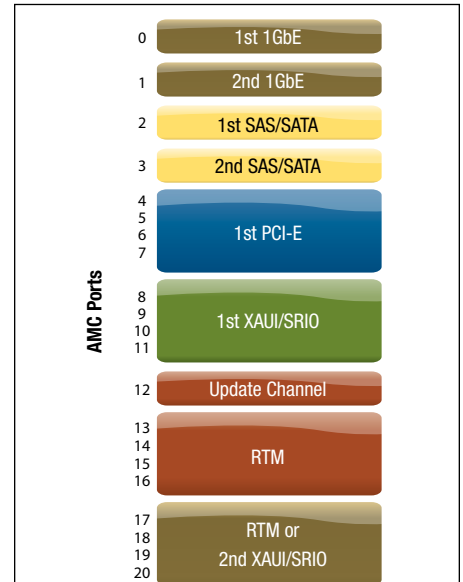 AMC Ports
0
1st 1GbE
1
2nd 1GbE
2
1st SAS/SATA
3
2nd SAS/SATA
4
5
6
7
1st PCI-E
8
9
10
11
1st XAUI/SRIO
12
Update Channel
13
14
15
16
RTM
17
18
19
20
RTM or
2nd XAUI/SRIO